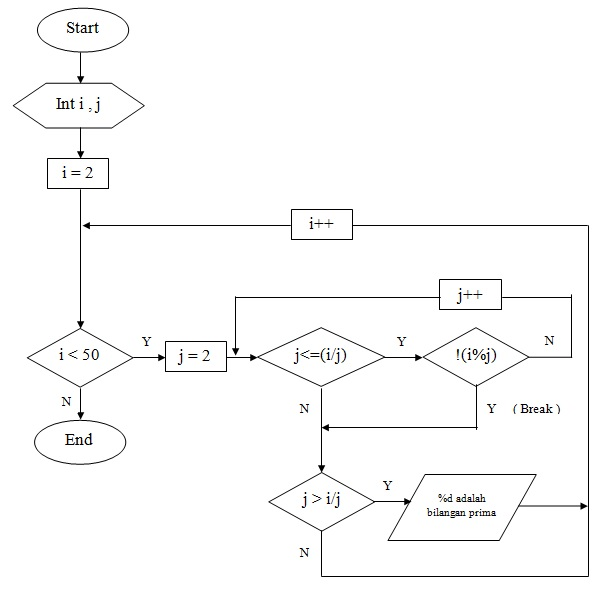 Start
Int i , j
i = 2
i++
j++
i < 50
Y
j = 2
j<=(i/j)
Y
!(i%j)
N
N
N
Y ( Break )
End
j > i/j
Y
%d adalah
bilangan prima
N